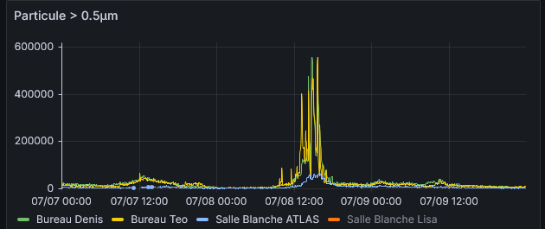 Particule > 0.5µm
600000
400000
200000
0
07/07 00:00 07/07 12:00 07/08 00:00 07/08 12:00 07/09 00:00 07/09 12:00
Bureau Denis Bureau Teo Salle Blanche ATLAS Salle Blanche Lisa